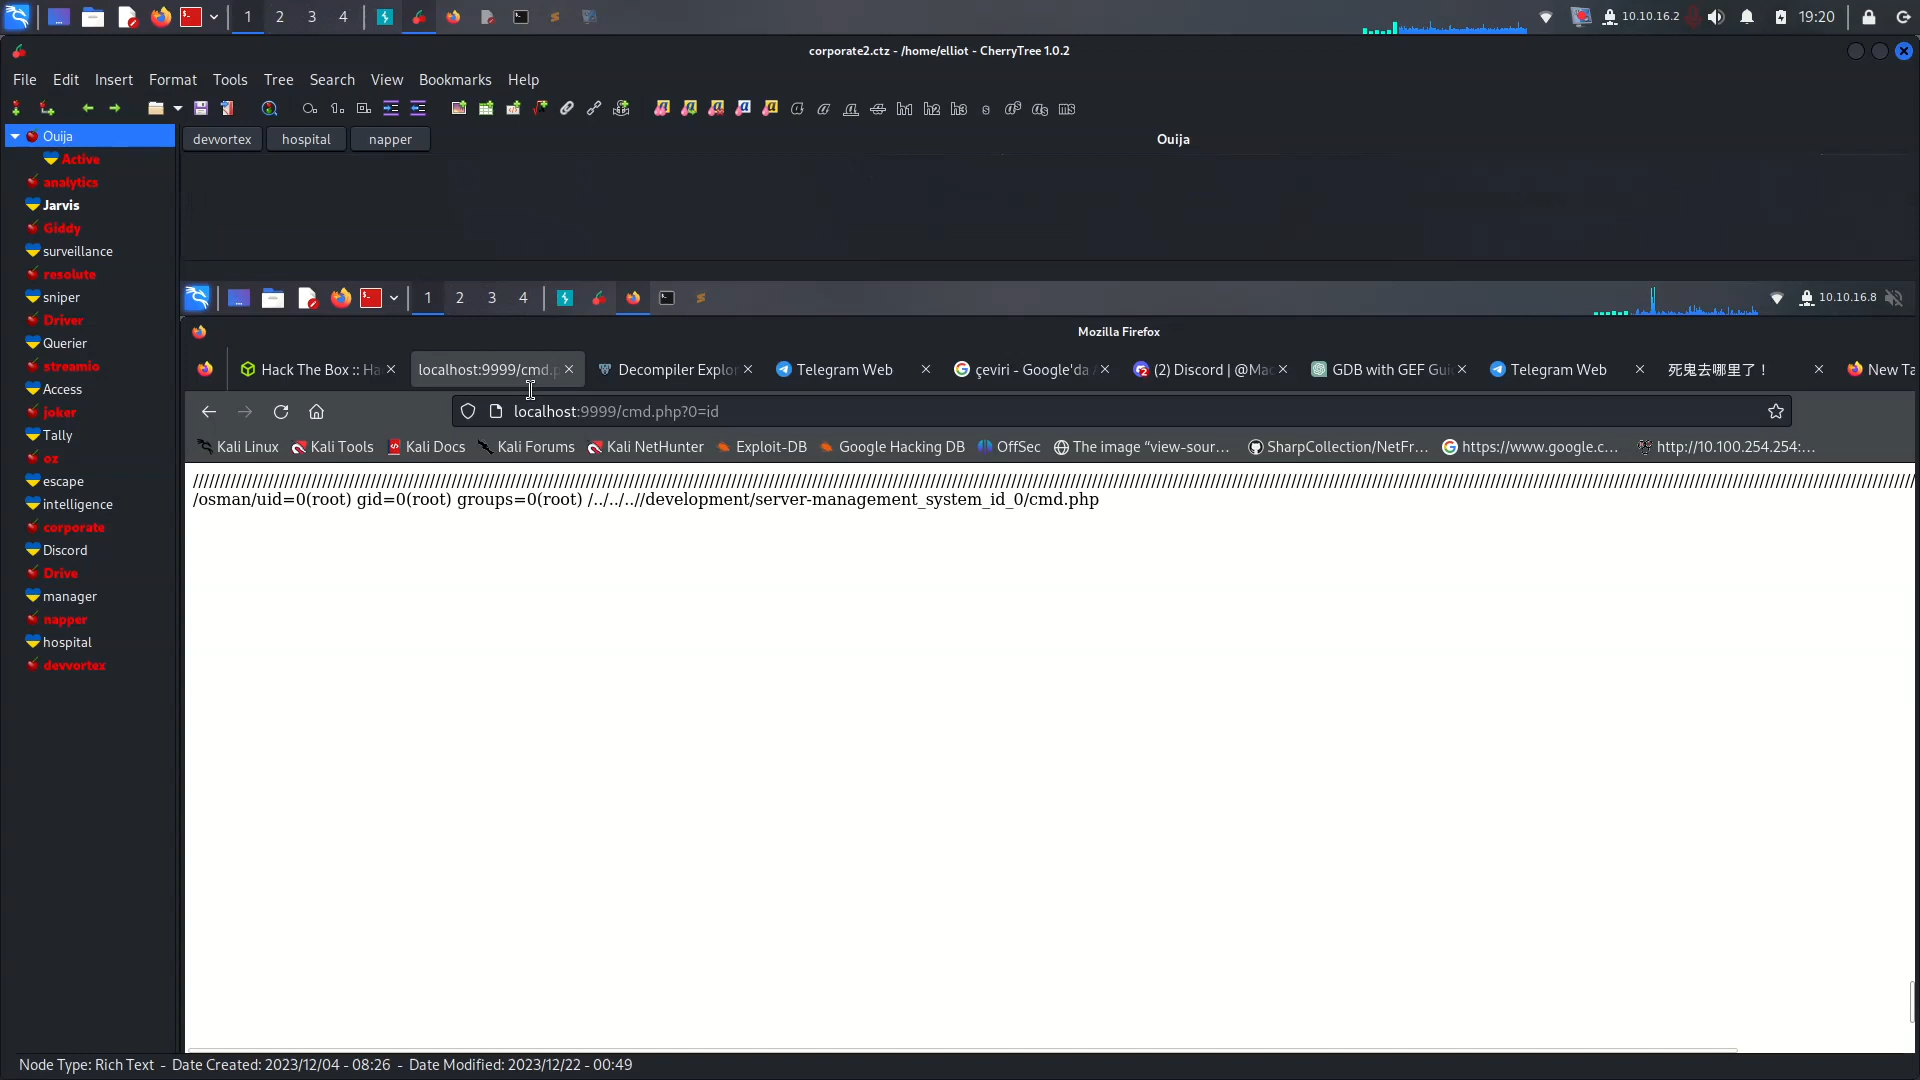 1 2 3 4 10.10.16.2 19:20
corporate2.ctz - /home/elliot - CherryTree 1.0.2
File Edit Insert Format Tools Tree Search View Bookmarks Help
Ouija
Active
analytics
Jarvis
Giddy
surveillance
resolute
sniper
Driver
Querier
streamio
Access
joker
Tally
oz
escape
intelligence
corporate
Discord
Drive
manager
napper
hospital
devvortex
devvortex hospital napper Ouija
1 2 3 4 10.10.16.8
Mozilla Firefox
Hack The Box :: Ha localhost:9999/cmd.p Decompiler Explor Telegram Web çeviri - Google'da A (2) Discord | @Mac GDB with GEF Gui Telegram Web 死鬼去哪里了! New Ta
localhost:9999/cmd.php?0=id
Kali Linux Kali Tools Kali Docs Kali Forums Kali NetHunter Exploit-DB Google Hacking DB OffSec The image "view-sour... SharpCollection/NetFr... https://www.google.c... http://10.100.254.254:...
/osman/uid=0(root) gid=0(root) groups=0(root) /../../..//development/server-management_system_id_0/cmd.php
Node Type: Rich Text - Date Created: 2023/12/04 - 08:26 - Date Modified: 2023/12/22 - 00:49